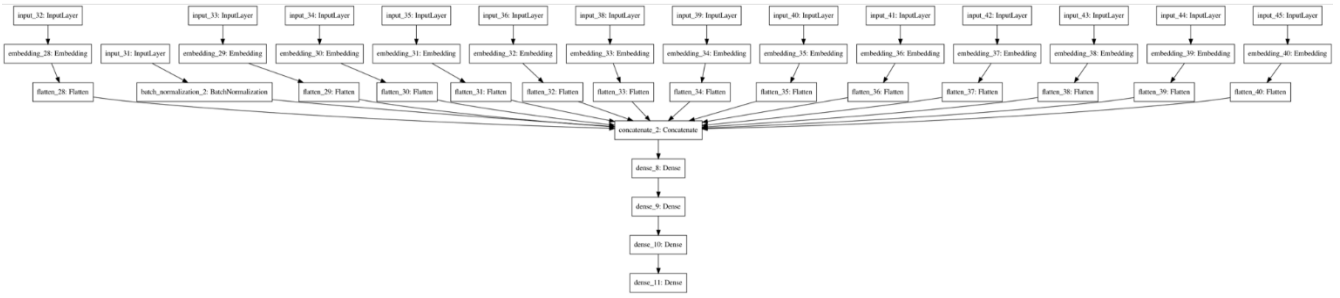 input_32: InputLayer
input_33: InputLayer
input_34: InputLayer
input_35: InputLayer
input_36: InputLayer
input_38: InputLayer
input_39: InputLayer
input_40: InputLayer
input_41: InputLayer
input_42: InputLayer
input_43: InputLayer
input_44: InputLayer
input_45: InputLayer
embedding_28: Embedding
input_31: InputLayer
embedding_29: Embedding
embedding_30: Embedding
embedding_31: Embedding
embedding_32: Embedding
embedding_33: Embedding
embedding_34: Embedding
embedding_35: Embedding
embedding_36: Embedding
embedding_37: Embedding
embedding_38: Embedding
embedding_39: Embedding
embedding_40: Embedding
flatten_28: Flatten
batch_normalization_2: BatchNormalization
flatten_29: Flatten
flatten_30: Flatten
flatten_31: Flatten
flatten_32: Flatten
flatten_33: Flatten
flatten_34: Flatten
flatten_35: Flatten
flatten_36: Flatten
flatten_37: Flatten
flatten_38: Flatten
flatten_39: Flatten
flatten_40: Flatten
concatenate_2: Concatenate
dense_8: Dense
dense_9: Dense
dense_10: Dense
dense_11: Dense